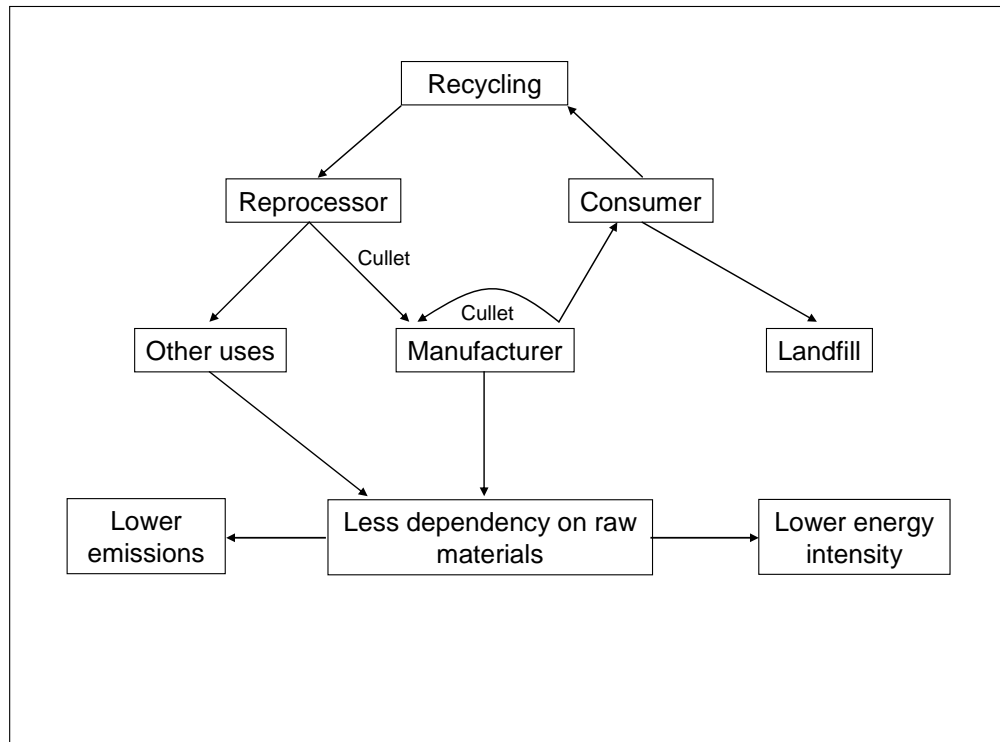 Recycling
Reprocessor
Consumer
Cullet
Cullet
Other uses
Manufacturer
Landfill
Lower
emissions
Less dependency on raw
materials
Lower energy
intensity